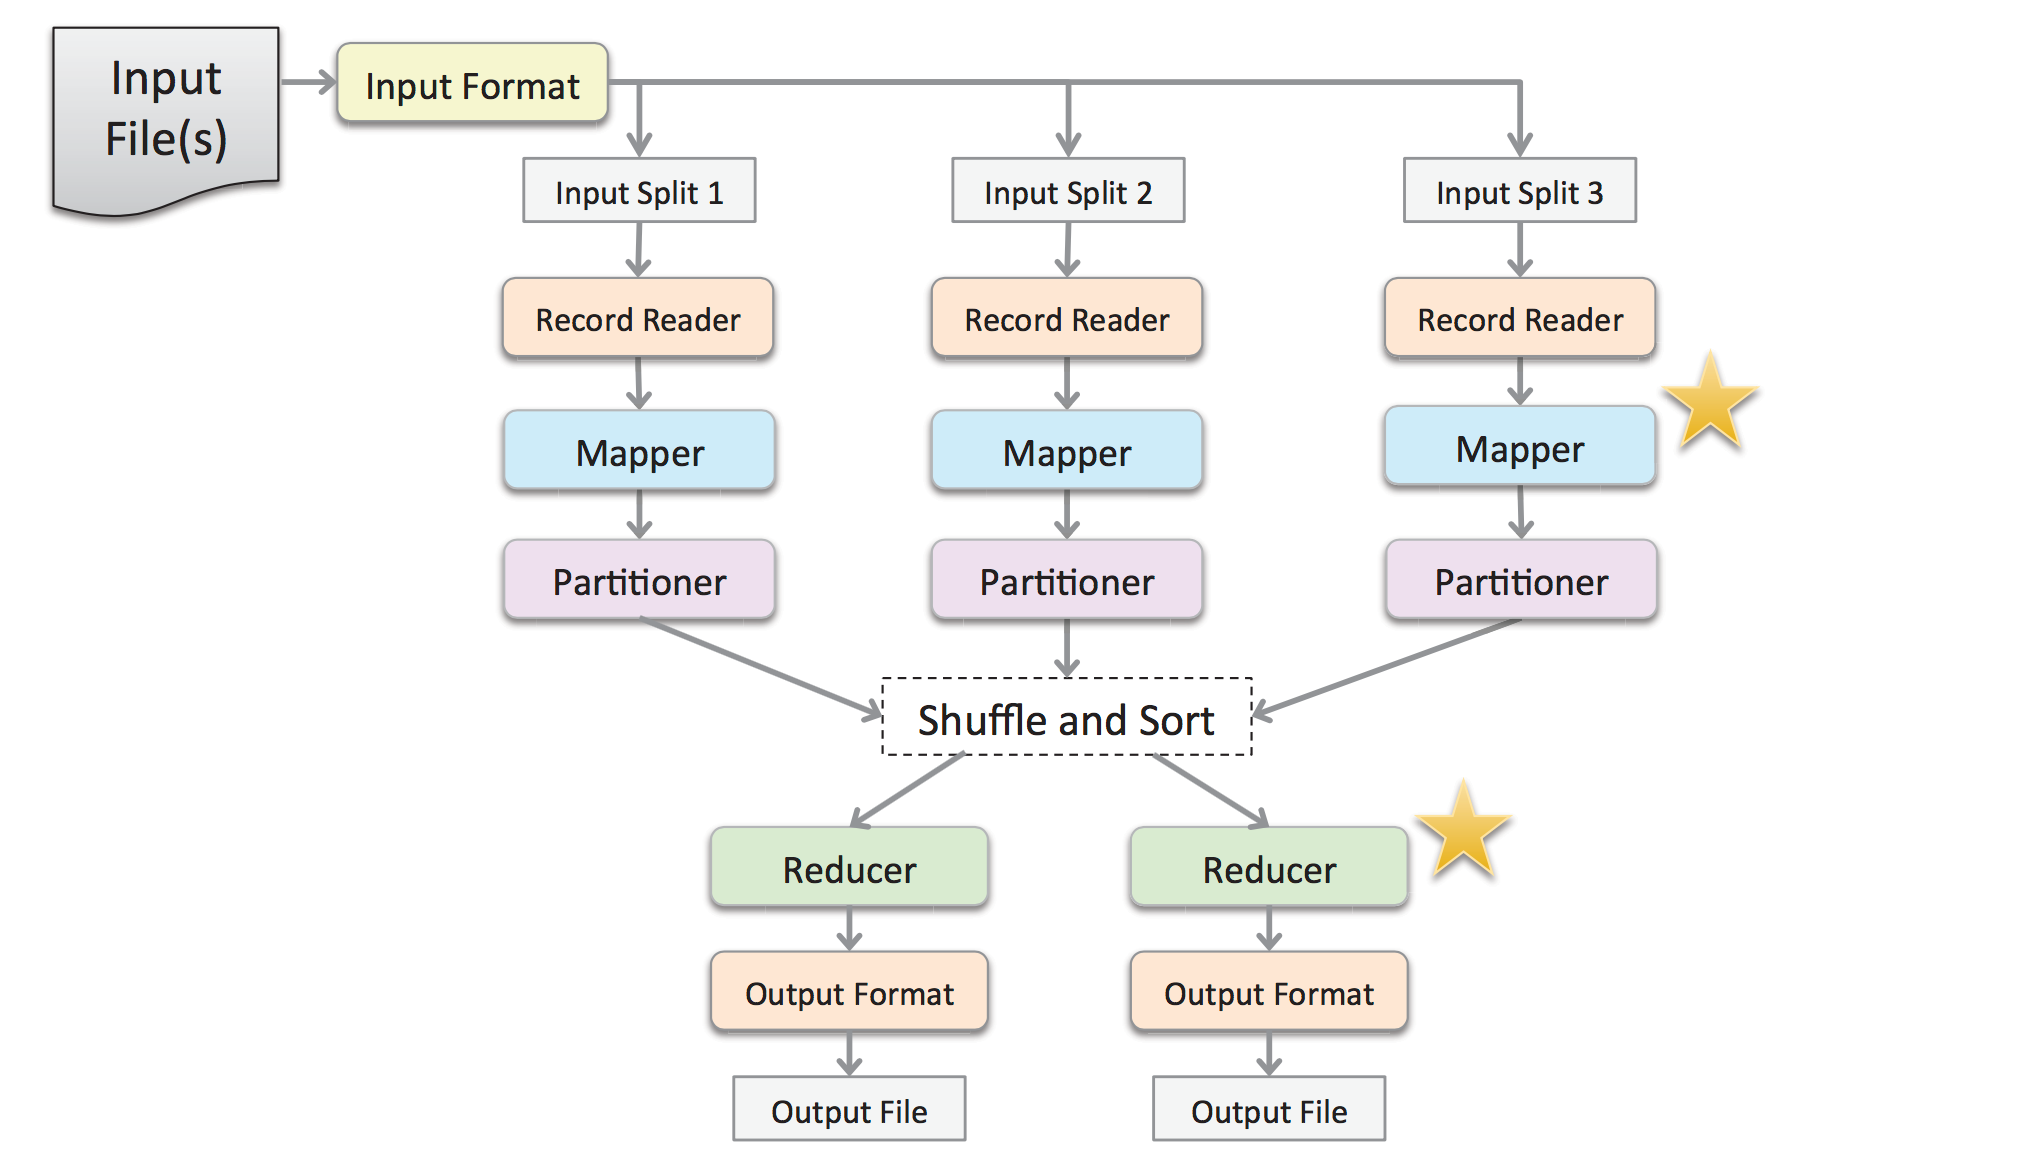 Input
File(s)
Input Format
Input Split 1
Input Split 2
Input Split 3
Record Reader
Record Reader
Record Reader
Mapper
Mapper
Mapper
Partitioner
Partitioner
Partitioner
Shuffle and Sort
Reducer
Reducer
Output Format
Output Format
Output File
Output File